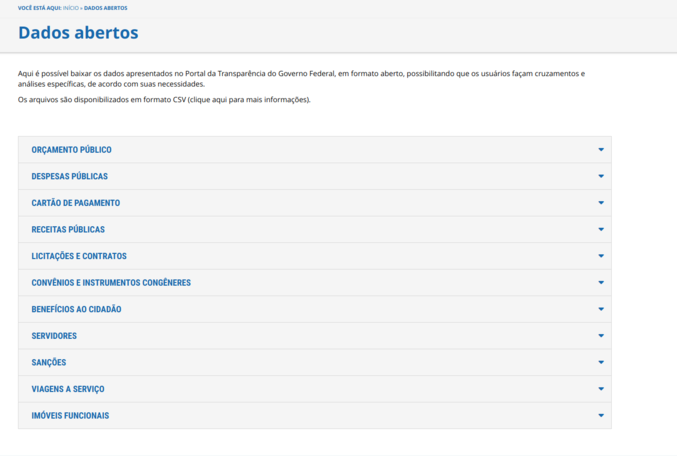 VOCÊ ESTÁ AQUI: INÍCIO » DADOS ABERTOS
Dados abertos
Aqui é possível baixar os dados apresentados no Portal da Transparência do Governo Federal, em formato aberto, possibilitando que os usuários façam cruzamentos e
análises específicas, de acordo com suas necessidades.
Os arquivos são disponibilizados em formato CSV (clique aqui para mais informações).
ORÇAMENTO PÚBLICO
DESPESAS PÚBLICAS
CARTÃO DE PAGAMENTO
RECEITAS PÚBLICAS
LICITAÇÕES E CONTRATOS
CONVÊNIOS E INSTRUMENTOS CONGÊNERES
BENEFÍCIOS AO CIDADÃO
SERVIDORES
SANÇÕES
VIAGENS A SERVIÇO
IMÓVEIS FUNCIONAIS